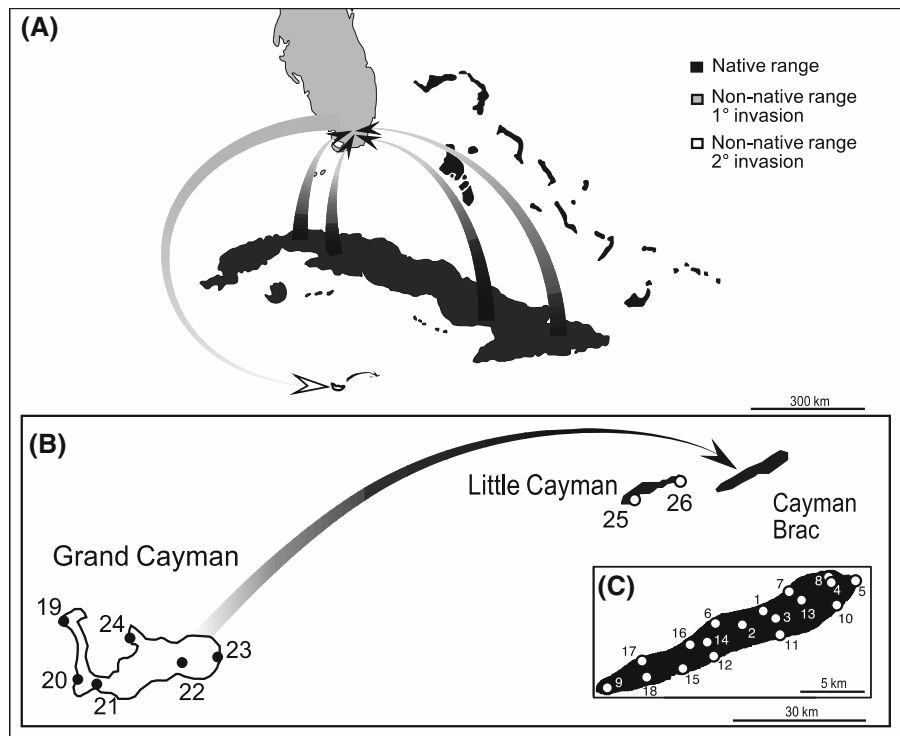 (A)
Native range
Non-native range
1° invasion
Non-native range
2° invasion
300 km
(B)
Little Cayman
25
26
Cayman
Brac
Grand Cayman
19
24
23
20
21
22
(C)
8
4
5
7
1
13
10
6
3
2
11
16
14
12
17
15
18
9
5 km
30 km